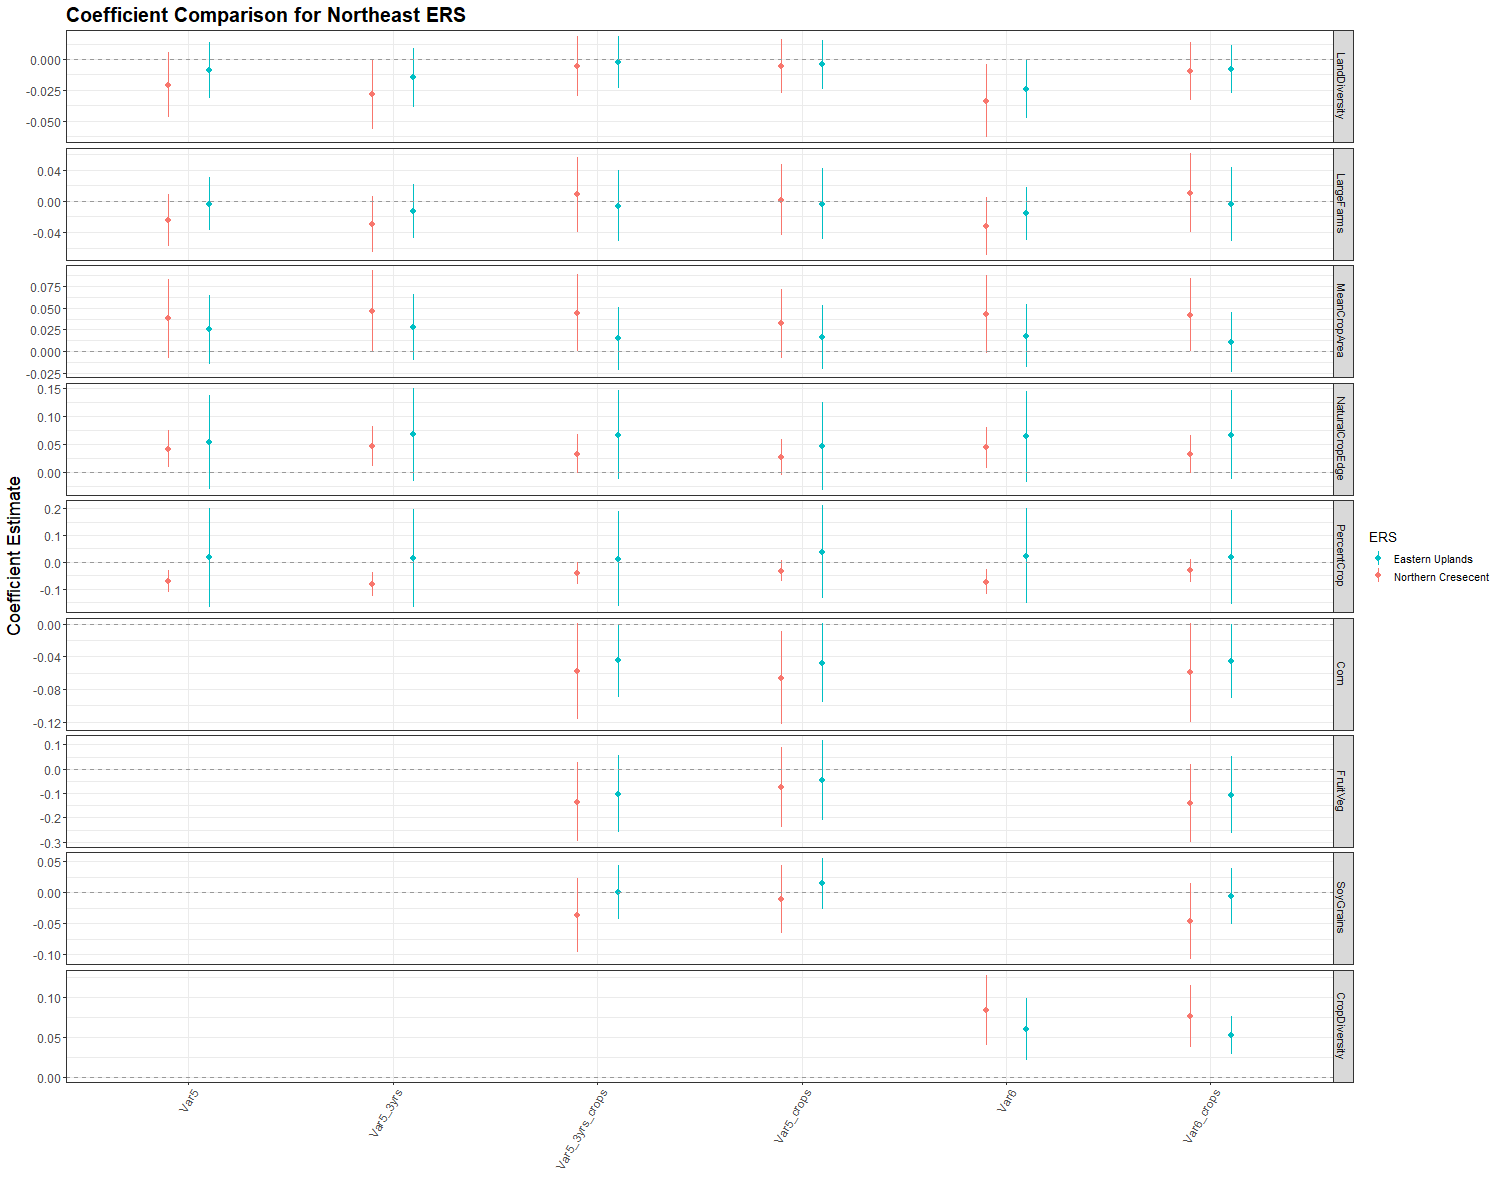 Coefficient Comparison for Northeast ERS
Coefficient Estimate
0.000
-0.025
-0.050
LandDiversity
0.04
0.00
-0.04
LargeFarms
0.075
0.050
0.025
0.000
-0.025
MeanCropArea
0.15
0.10
0.05
0.00
NaturalCropEdge
0.2
0.1
0.0
-0.1
PercentCrop
0.00
-0.04
-0.08
-0.12
Corn
0.1
0.0
-0.1
-0.2
-0.3
FruitVeg
0.05
0.00
-0.05
-0.10
SoyGrains
0.10
0.05
0.00
CropDiversity
Var5
Var5_3yrs
Var5_3yrs_crops
Var5_crops
Var6
Var6_crops
ERS
Eastern Uplands
Northern Cresecent